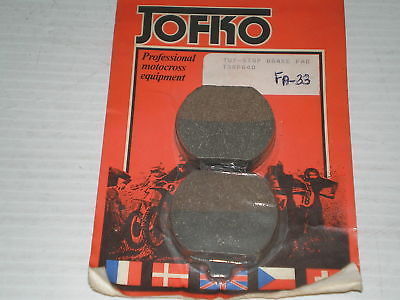 JOFKO
Professional
motocross
equipment
TUF-STOP BRAKE PAD
FA-33